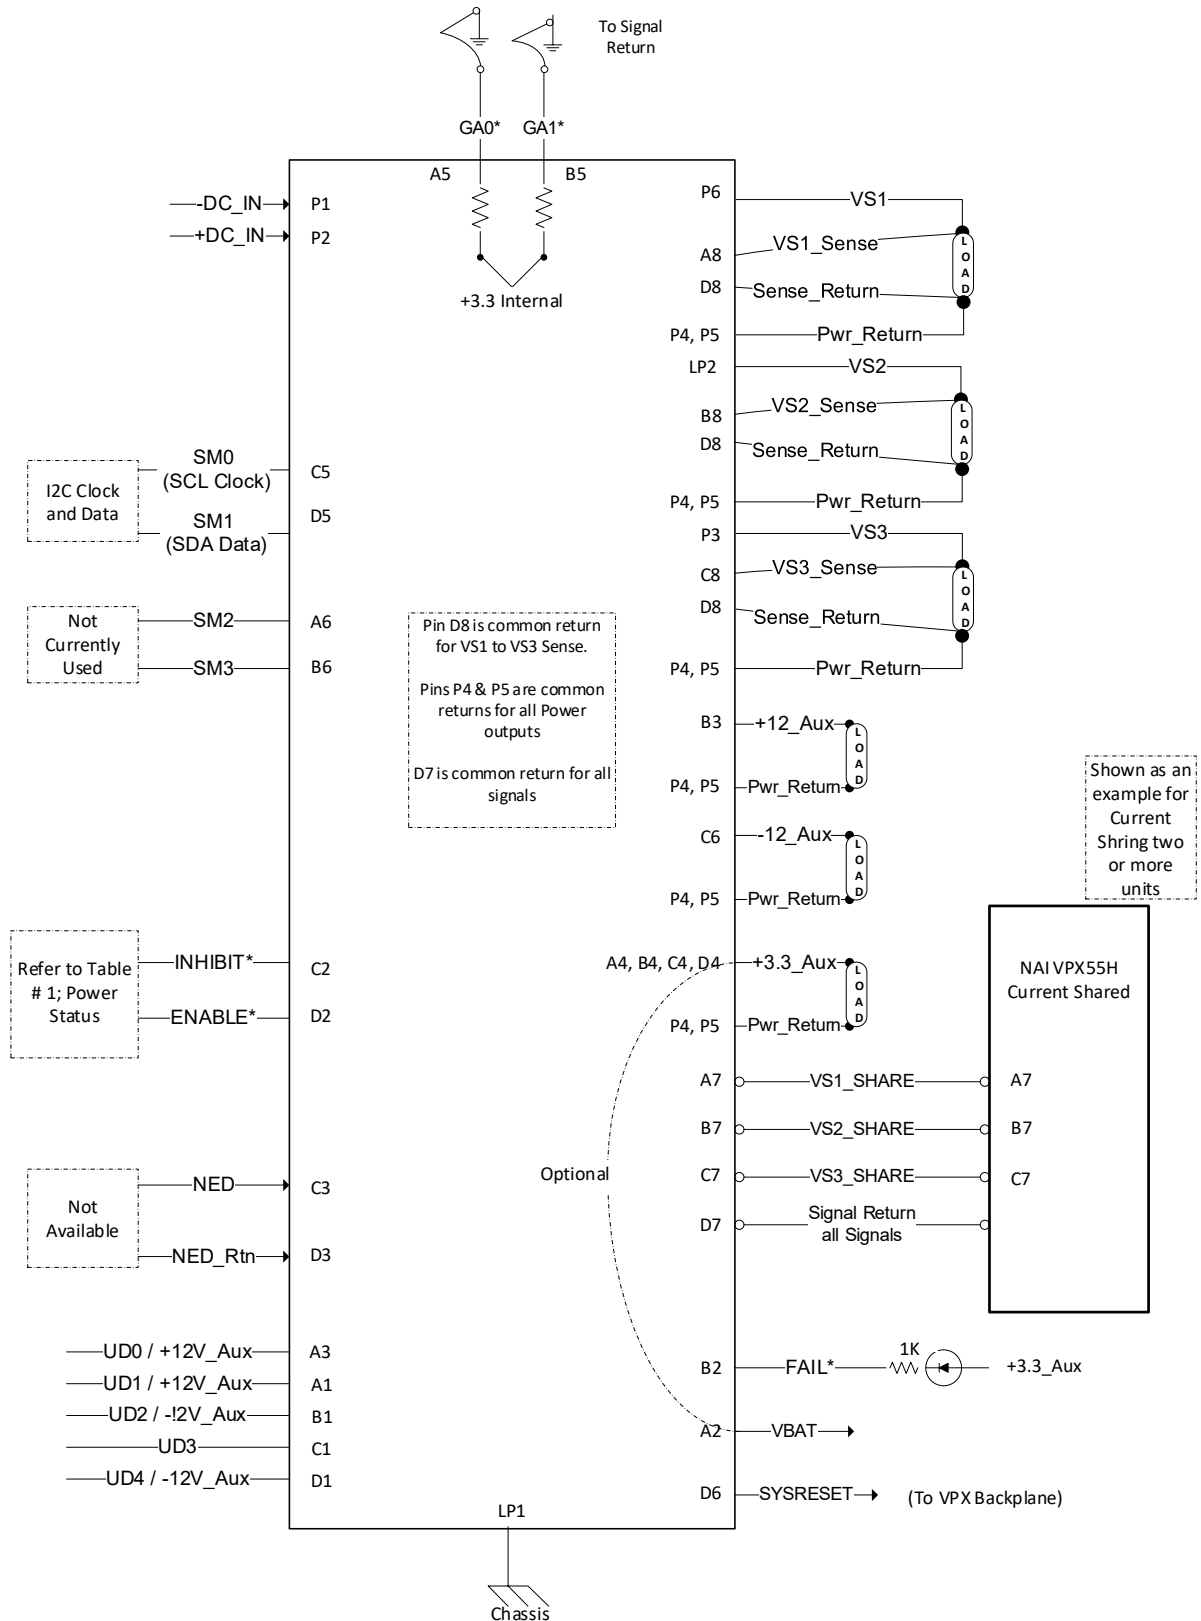 To Signal
Return
GA0*
GA1*
A5
B5
-DC_IN
P1
+DC_IN
P2
+3.3 Internal
P6
VS1
A8
VS1_Sense
D8
Sense_Return
P4, P5
Pwr_Return
LOAD
LP2
VS2
B8
VS2_Sense
D8
Sense_Return
P4, P5
Pwr_Return
LOAD
P3
VS3
C8
VS3_Sense
D8
Sense_Return
P4, P5
Pwr_Return
LOAD
I2C Clock
and Data
SM0
(SCL Clock)
C5
SM1
(SDA Data)
D5
Not
Currently
Used
SM2
A6
SM3
B6
Pin D8 is common return
for VS1 to VS3 Sense.
Pins P4 & P5 are common
returns for all Power
outputs
D7 is common return for all
signals
B3
+12_Aux
P4, P5
Pwr_Return
LOAD
C6
-12_Aux
P4, P5
Pwr_Return
LOAD
A4, B4, C4, D4
+3.3_Aux
P4, P5
Pwr_Return
LOAD
Shown as an
example for
Current
Shring two
or more
units
NAI VPX55H
Current Shared
Refer to Table
# 1; Power
Status
INHIBIT*
C2
ENABLE*
D2
A7
VS1_SHARE
A7
B7
VS2_SHARE
B7
C7
VS3_SHARE
C7
D7
Signal Return
all Signals
Optional
Not
Available
NED
C3
NED_Rtn
D3
UD0 / +12V_Aux
A3
UD1 / +12V_Aux
A1
UD2 / -!2V_Aux
B1
UD3
C1
UD4 / -12V_Aux
D1
B2
FAIL*
1K
+3.3_Aux
A2
VBAT
D6
SYSRESET
(To VPX Backplane)
LP1
Chassis